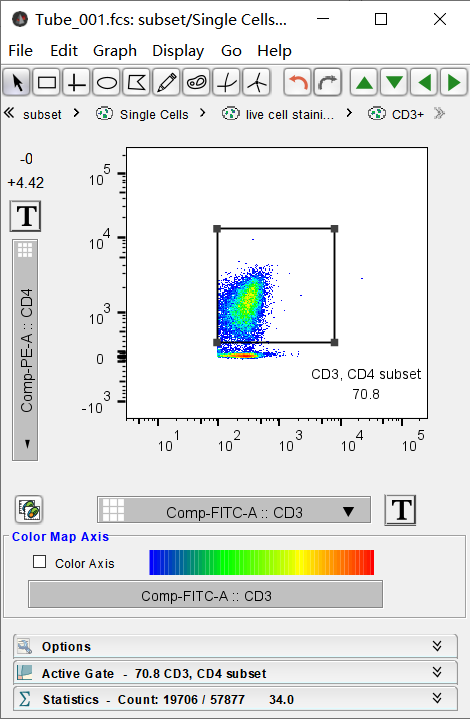 Tube_001.fcs: subset/Single Cells...
File Edit Graph Display Go Help
subset Single Cells live cell staini... CD3+
-0
+4.42
T
10^5
10^4
10^3
0
-10^3
Comp-PE-A :: CD4
CD3, CD4 subset
70.8
10^1 10^2 10^3 10^4 10^5
Comp-FITC-A :: CD3
T
Color Map Axis
Color Axis
Comp-FITC-A :: CD3
Options
Active Gate - 70.8 CD3, CD4 subset
Σ Statistics - Count: 19706 / 57877 34.0